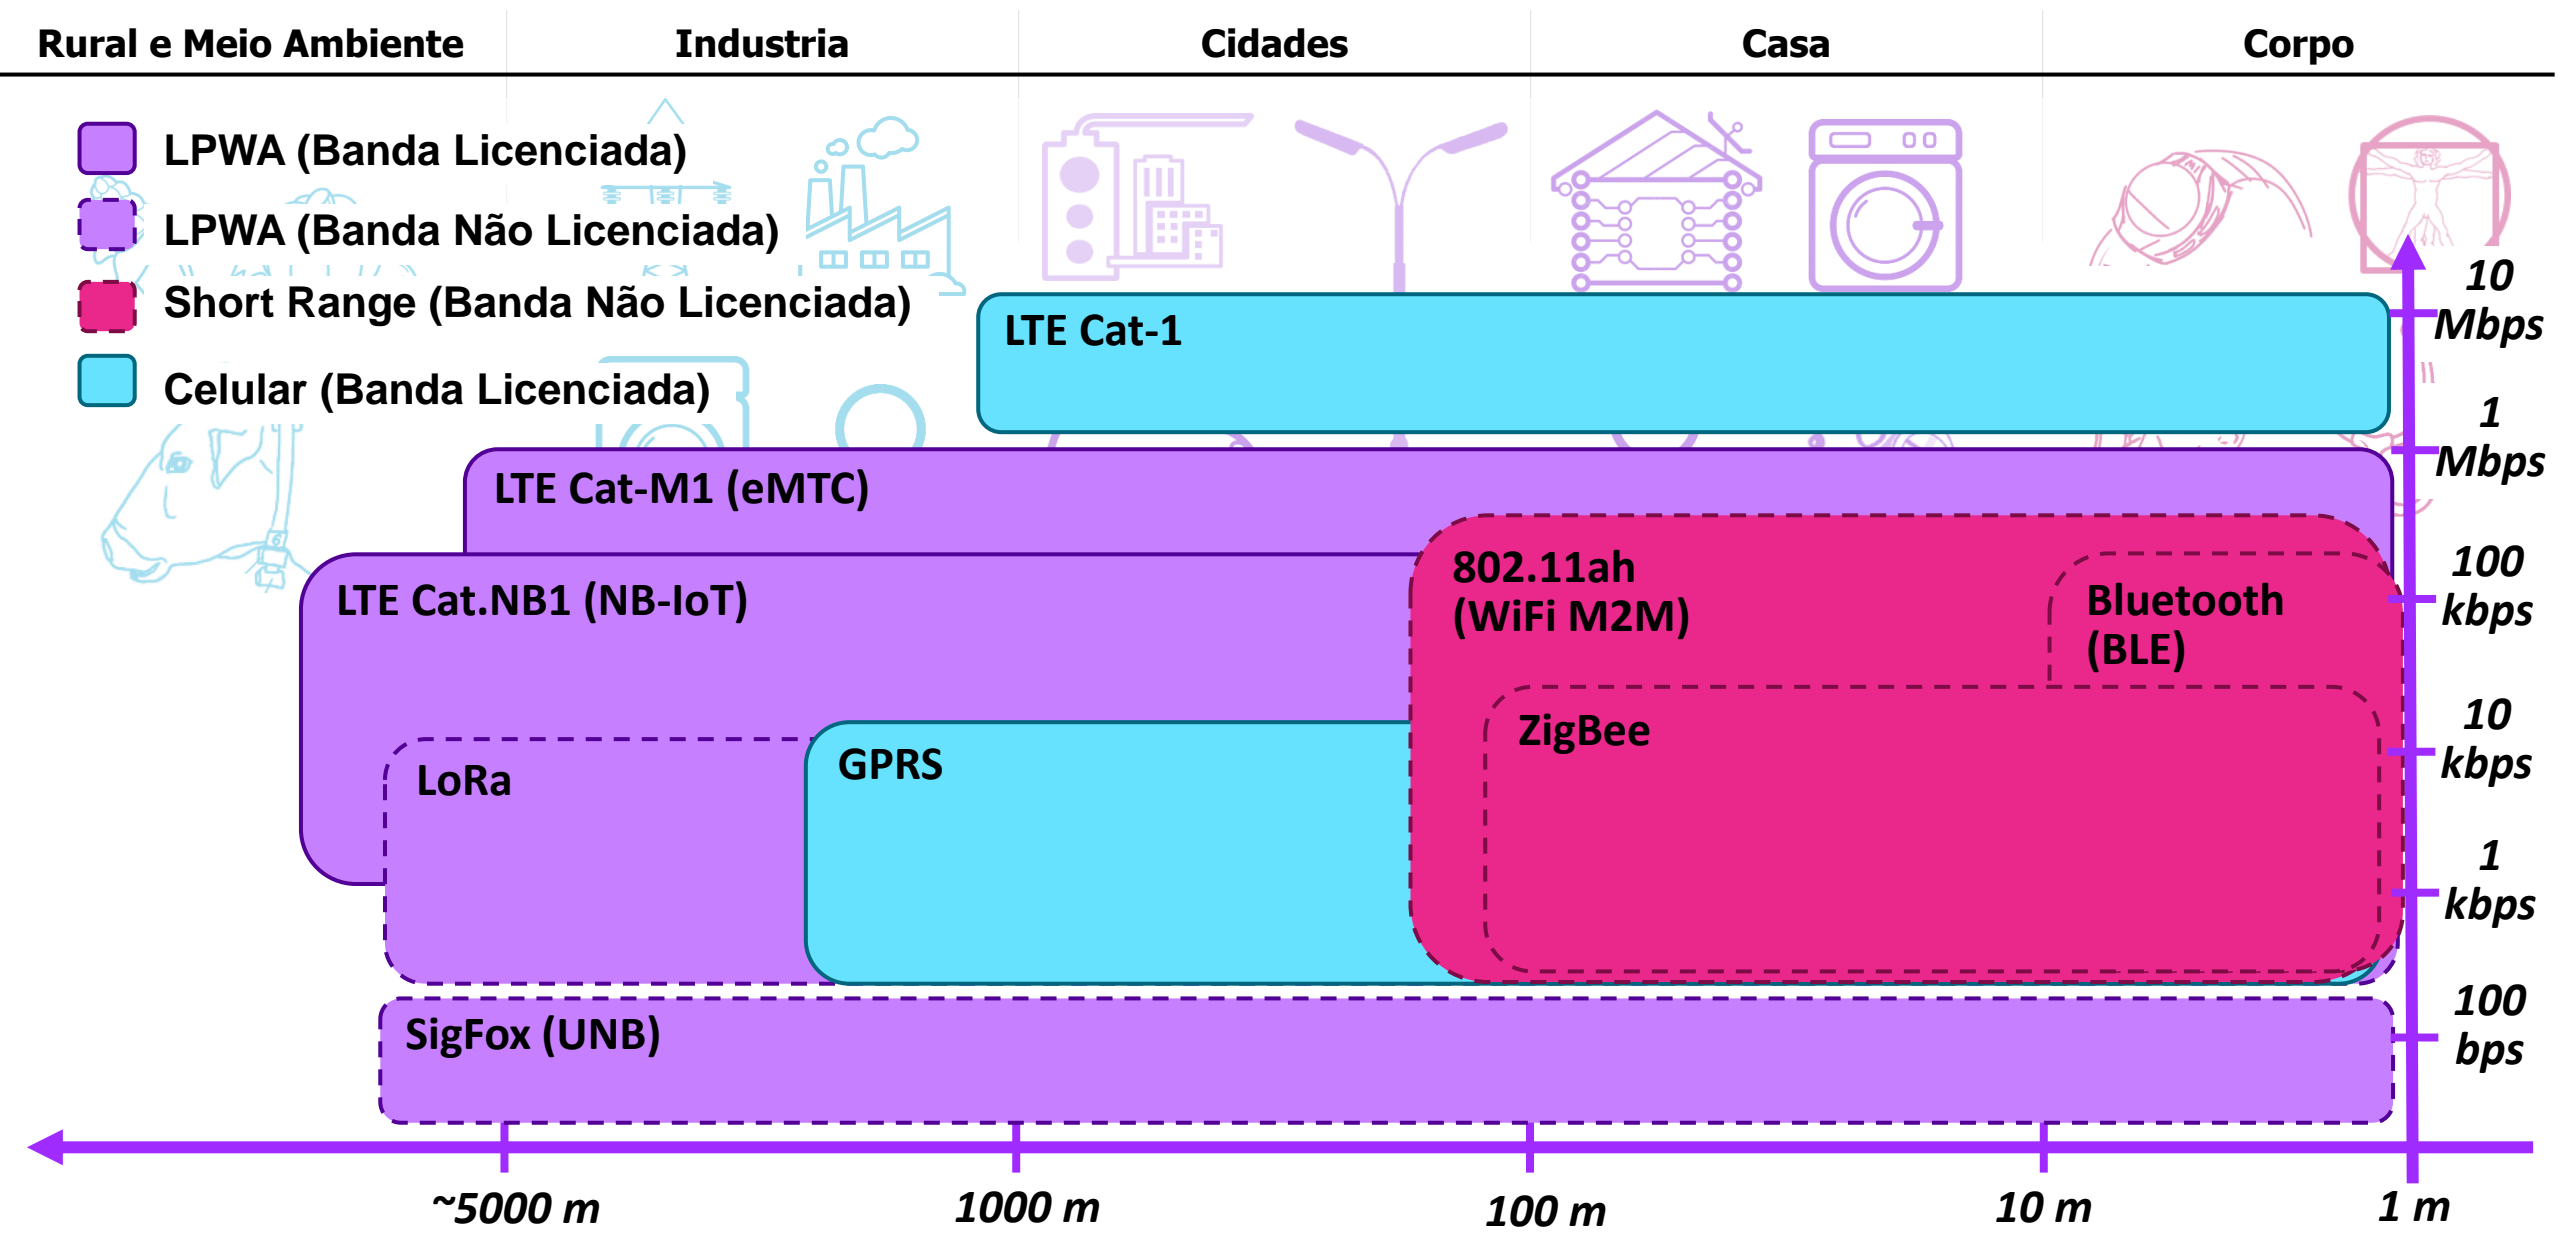 Rural e Meio Ambiente
Industria
Cidades
Casa
Corpo
LPWA (Banda Licenciada)
LPWA (Banda Não Licenciada)
Short Range (Banda Não Licenciada)
Celular (Banda Licenciada)
LTE Cat-1
LTE Cat-M1 (eMTC)
LTE Cat.NB1 (NB-IoT)
802.11ah
(WiFi M2M)
Bluetooth
(BLE)
ZigBee
LoRa
GPRS
SigFox (UNB)
10
Mbps
1
Mbps
100
kbps
10
kbps
1
kbps
100
bps
~5000 m
1000 m
100 m
10 m
1 m